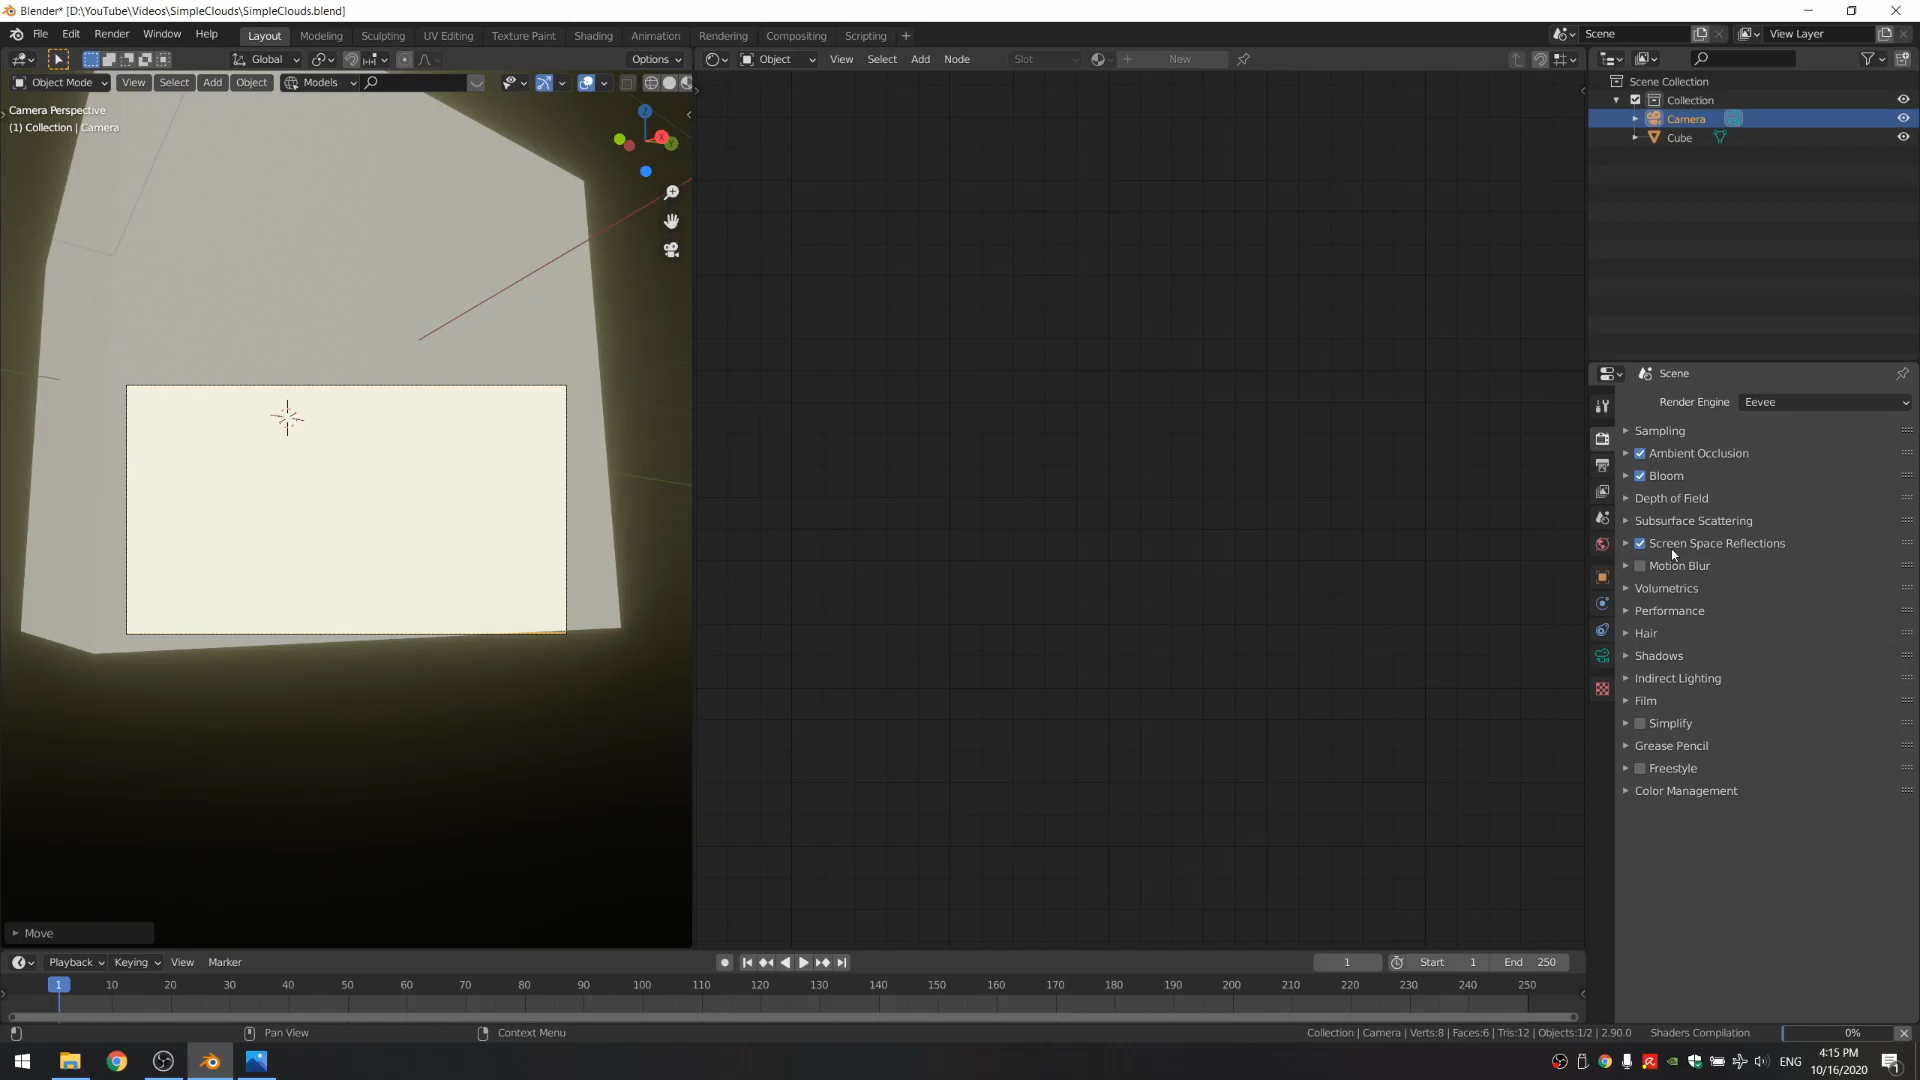 Blender* [D:\YouTube\Videos\SimpleClouds\SimpleClouds.blend]
File Edit Render Window Help Layout Modeling Sculpting UV Editing Texture Paint Shading Animation Rendering Compositing Scripting Scene View Layer
Global Options Object View Select Add Node Slot New
Object Mode View Select Add Object Models
Camera Perspective
(1) Collection | Camera
Scene Collection
Collection
Camera
Cube
Scene
Render Engine Eevee
Sampling
Ambient Occlusion
Bloom
Depth of Field
Subsurface Scattering
Screen Space Reflections
Motion Blur
Volumetrics
Performance
Hair
Shadows
Indirect Lighting
Film
Simplify
Grease Pencil
Freestyle
Color Management
Move
Playback Keying View Marker 1 Start 1 End 250
1 10 20 30 40 50 60 70 80 90 100 110 120 130 140 150 160 170 180 190 200 210 220 230 240 250
Pan View Context Menu Collection | Camera | Verts:8 | Faces:6 | Tris:12 | Objects:1/2 | 2.90.0 Shaders Compilation 0%
ENG 4:15 PM
10/16/2020